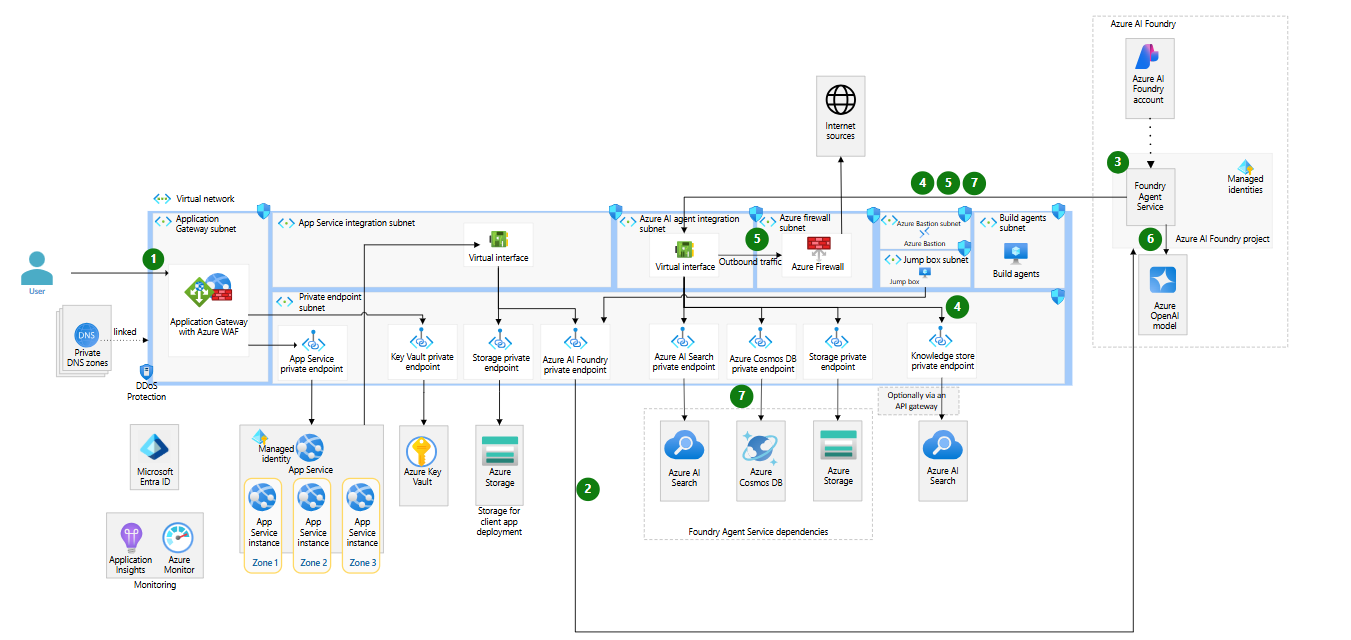 Azure AI Foundry
Azure AI
Foundry
account
Internet
sources
3
Managed
identities
Foundry
Agent
Service
4
5
7
Virtual network
Application
Gateway subnet
App Service integration subnet
Azure AI agent integration
subnet
Azure firewall
subnet
Azure Bastion subnet
Azure Bastion
Build agents
subnet
Build agents
Virtual interface
Virtual interface
5
Outbound traffic
Azure Firewall
Jump box subnet
Jump box
6
Azure AI Foundry project
Azure
OpenAI
model
User
1
Application Gateway
with Azure WAF
Private endpoint
subnet
4
DNS
Private
DNS zones
linked
App Service
private endpoint
Key Vault private
endpoint
Storage private
endpoint
Azure AI Foundry
private endpoint
Azure AI Search
private endpoint
Azure Cosmos DB
private endpoint
Storage private
endpoint
Knowledge store
private endpoint
DDoS
Protection
7
Optionally via an
API gateway
Microsoft
Entra ID
Managed
identity
App Service
Azure Key
Vault
Azure
Storage
Storage for
client app
deployment
2
Azure AI
Search
Azure
Cosmos DB
Azure
Storage
Azure AI
Search
Foundry Agent Service dependencies
App
Service
instance
Zone 1
App
Service
instance
Zone 2
App
Service
instance
Zone 3
Application
Insights
Azure
Monitor
Monitoring